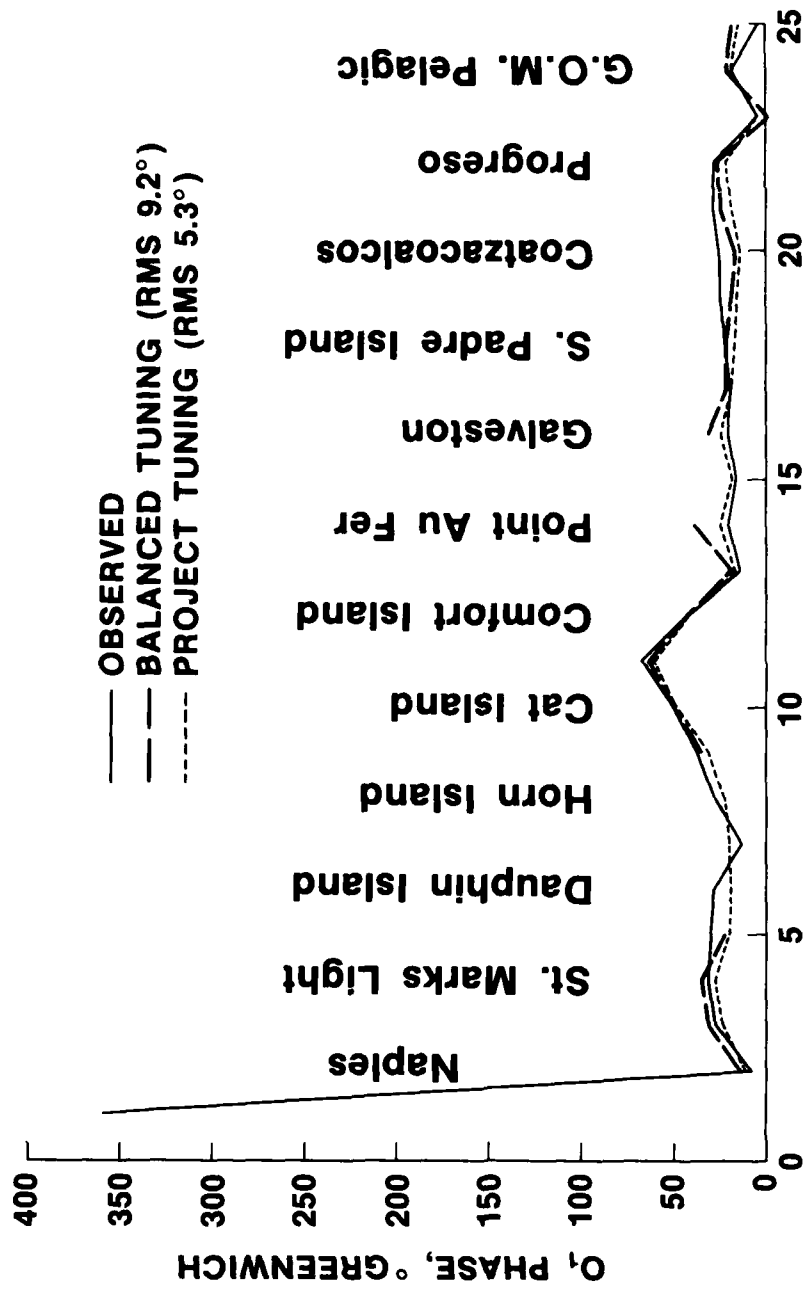 OBSERVED
BALANCED TUNING (RMS 9.2°)
PROJECT TUNING (RMS 5.3°)
O₁ PHASE, °GREENWICH
400
350
300
250
200
150
100
50
0
Naples
St. Marks Light
Dauphin Island
Horn Island
Cat Island
Comfort Island
Point Au Fer
Galveston
S. Padre Island
Coatzacoalcos
Progreso
G.O.M. Pelagic
0
5
10
15
20
25